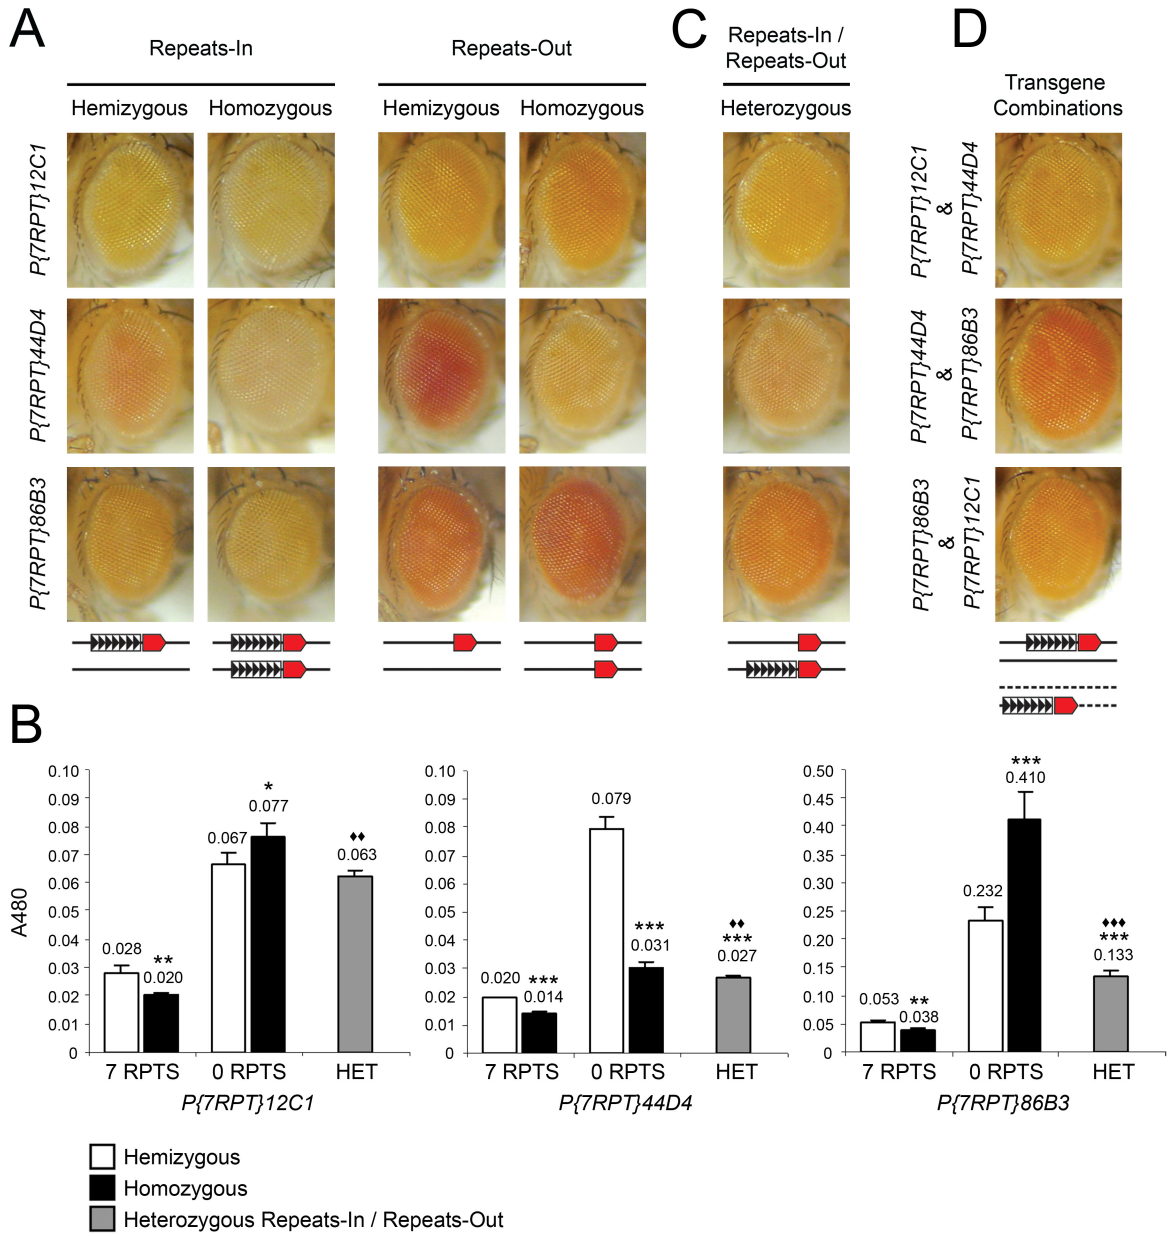 A
C
D
Repeats-In
Repeats-Out
Repeats-In /
Repeats-Out
Transgene
Combinations
Hemizygous
Homozygous
Hemizygous
Homozygous
Heterozygous
P{7RPT}12C1
P{7RPT}12C1
&
P{7RPT}44D4
P{7RPT}44D4
P{7RPT}44D4
&
P{7RPT}86B3
P{7RPT}86B3
P{7RPT}86B3
&
P{7RPT}12C1
B
A480
0.10
0.09
0.08
0.07
0.06
0.05
0.04
0.03
0.02
0.01
0
0.028
**
0.020
0.067
*
0.077
♦♦
0.063
7 RPTS
0 RPTS
HET
P{7RPT}12C1
0.10
0.09
0.08
0.07
0.06
0.05
0.04
0.03
0.02
0.01
0
0.020
***
0.014
0.079
***
0.031
♦♦
***
0.027
7 RPTS
0 RPTS
HET
P{7RPT}44D4
0.50
0.45
0.40
0.35
0.30
0.25
0.20
0.15
0.10
0.05
0
0.053
**
0.038
0.232
***
0.410
♦♦♦
***
0.133
7 RPTS
0 RPTS
HET
P{7RPT}86B3
Hemizygous
Homozygous
Heterozygous Repeats-In / Repeats-Out